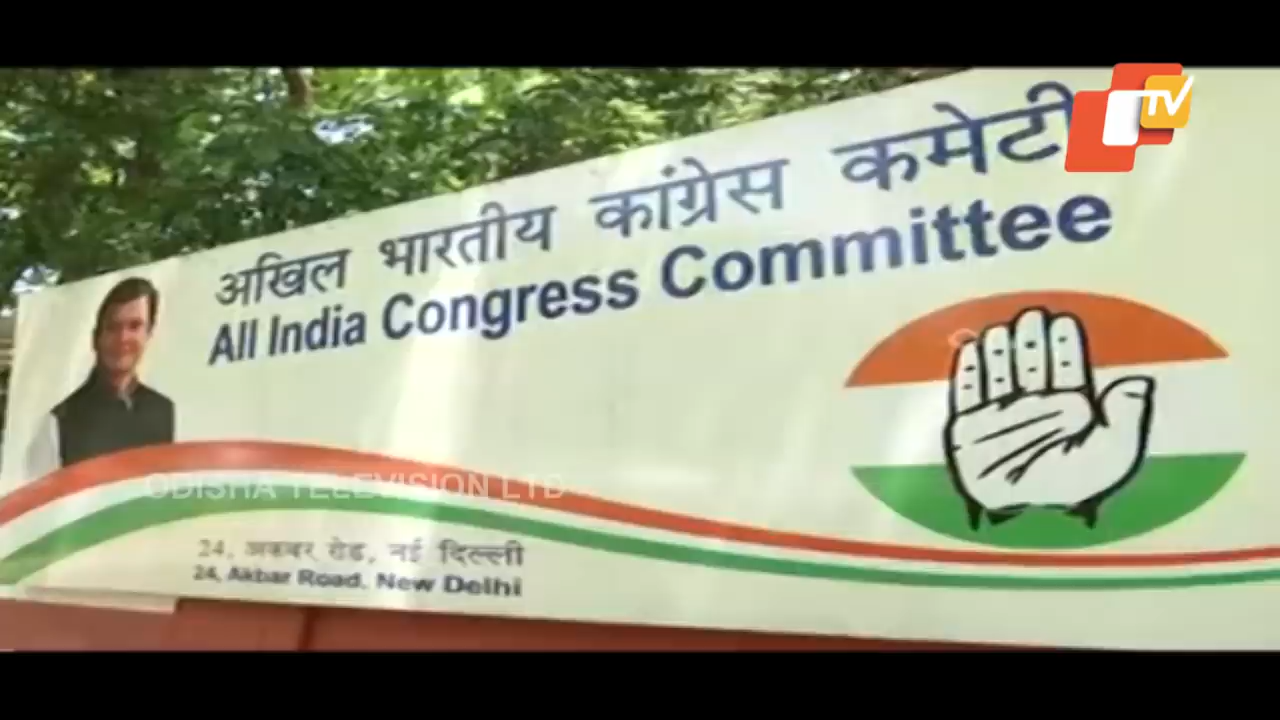 TV
अखिल भारतीय कांग्रेस कमेटी
All India Congress Committee
ODISHA TELEVISION LTD
24, अकबर रोड, नई दिल्ली
24, Akbar Road, New Delhi